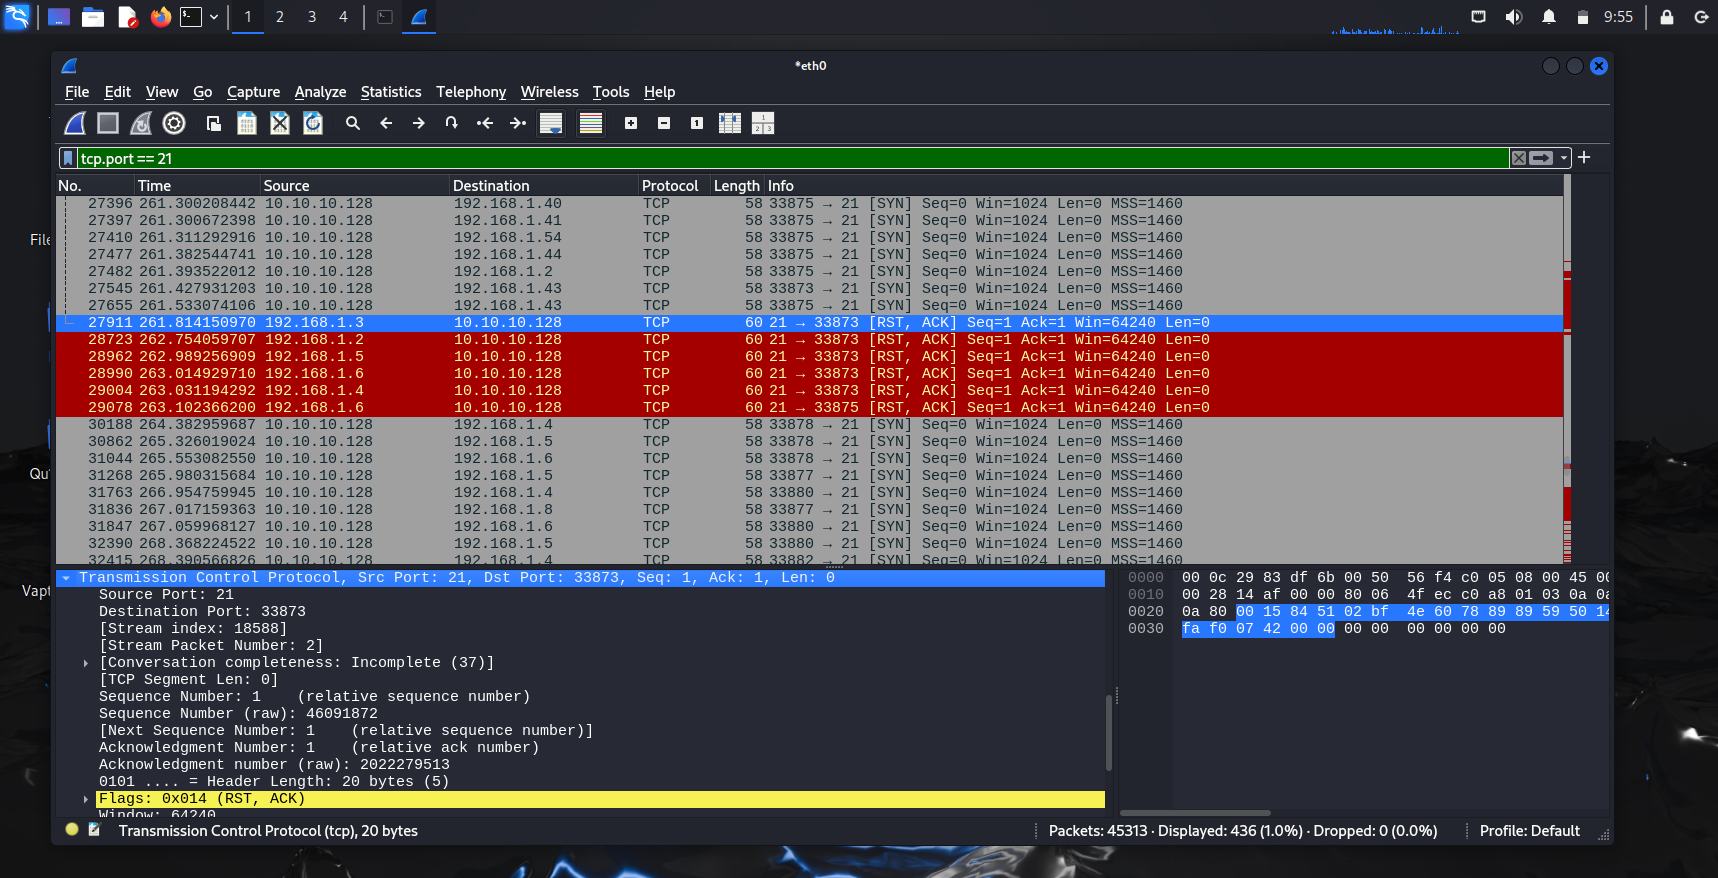 1 2 3 4 9:55
*eth0
File Edit View Go Capture Analyze Statistics Telephony Wireless Tools Help
tcp.port == 21
No. Time Source Destination Protocol Length Info
27396 261.300208442 10.10.10.128 192.168.1.40 TCP 58 33875 → 21 [SYN] Seq=0 Win=1024 Len=0 MSS=1460
27397 261.300672398 10.10.10.128 192.168.1.41 TCP 58 33875 → 21 [SYN] Seq=0 Win=1024 Len=0 MSS=1460
27410 261.311292916 10.10.10.128 192.168.1.54 TCP 58 33875 → 21 [SYN] Seq=0 Win=1024 Len=0 MSS=1460
27477 261.382544741 10.10.10.128 192.168.1.44 TCP 58 33875 → 21 [SYN] Seq=0 Win=1024 Len=0 MSS=1460
27482 261.393522012 10.10.10.128 192.168.1.2 TCP 58 33875 → 21 [SYN] Seq=0 Win=1024 Len=0 MSS=1460
27545 261.427931203 10.10.10.128 192.168.1.43 TCP 58 33873 → 21 [SYN] Seq=0 Win=1024 Len=0 MSS=1460
27655 261.533074106 10.10.10.128 192.168.1.43 TCP 58 33875 → 21 [SYN] Seq=0 Win=1024 Len=0 MSS=1460
27911 261.814150970 192.168.1.3 10.10.10.128 TCP 60 21 → 33873 [RST, ACK] Seq=1 Ack=1 Win=64240 Len=0
28723 262.754059707 192.168.1.2 10.10.10.128 TCP 60 21 → 33873 [RST, ACK] Seq=1 Ack=1 Win=64240 Len=0
28962 262.989256909 192.168.1.5 10.10.10.128 TCP 60 21 → 33873 [RST, ACK] Seq=1 Ack=1 Win=64240 Len=0
28990 263.014929710 192.168.1.6 10.10.10.128 TCP 60 21 → 33873 [RST, ACK] Seq=1 Ack=1 Win=64240 Len=0
29004 263.031194292 192.168.1.4 10.10.10.128 TCP 60 21 → 33873 [RST, ACK] Seq=1 Ack=1 Win=64240 Len=0
29078 263.102366200 192.168.1.6 10.10.10.128 TCP 60 21 → 33875 [RST, ACK] Seq=1 Ack=1 Win=64240 Len=0
30188 264.382959687 10.10.10.128 192.168.1.4 TCP 58 33878 → 21 [SYN] Seq=0 Win=1024 Len=0 MSS=1460
30862 265.326019024 10.10.10.128 192.168.1.5 TCP 58 33878 → 21 [SYN] Seq=0 Win=1024 Len=0 MSS=1460
31044 265.553082550 10.10.10.128 192.168.1.6 TCP 58 33878 → 21 [SYN] Seq=0 Win=1024 Len=0 MSS=1460
31268 265.980315684 10.10.10.128 192.168.1.5 TCP 58 33877 → 21 [SYN] Seq=0 Win=1024 Len=0 MSS=1460
31763 266.954759945 10.10.10.128 192.168.1.4 TCP 58 33880 → 21 [SYN] Seq=0 Win=1024 Len=0 MSS=1460
31836 267.017159363 10.10.10.128 192.168.1.8 TCP 58 33877 → 21 [SYN] Seq=0 Win=1024 Len=0 MSS=1460
31847 267.059968127 10.10.10.128 192.168.1.6 TCP 58 33880 → 21 [SYN] Seq=0 Win=1024 Len=0 MSS=1460
32390 268.368224522 10.10.10.128 192.168.1.5 TCP 58 33880 → 21 [SYN] Seq=0 Win=1024 Len=0 MSS=1460
32415 268.390566826 10.10.10.128 192.168.1.4 TCP 58 33882 → 21 [SYN] Seq=0 Win=1024 Len=0 MSS=1460
File
Qu
Vapt
Transmission Control Protocol, Src Port: 21, Dst Port: 33873, Seq: 1, Ack: 1, Len: 0
Source Port: 21
Destination Port: 33873
[Stream index: 18588]
[Stream Packet Number: 2]
[Conversation completeness: Incomplete (37)]
[TCP Segment Len: 0]
Sequence Number: 1 (relative sequence number)
Sequence Number (raw): 46091872
[Next Sequence Number: 1 (relative sequence number)]
Acknowledgment Number: 1 (relative ack number)
Acknowledgment number (raw): 2022279513
0101 .... = Header Length: 20 bytes (5)
Flags: 0x014 (RST, ACK)
Window: 64240
0000 00 0c 29 83 df 6b 00 50 56 f4 c0 05 08 00 45 00
0010 00 28 14 af 00 00 80 06 4f ec c0 a8 01 03 0a 0a
0020 0a 80 00 15 84 51 02 bf 4e 60 78 89 89 59 50 14
0030 fa f0 07 42 00 00 00 00 00 00 00 00
Transmission Control Protocol (tcp), 20 bytes
Packets: 45313 · Displayed: 436 (1.0%) · Dropped: 0 (0.0%)
Profile: Default